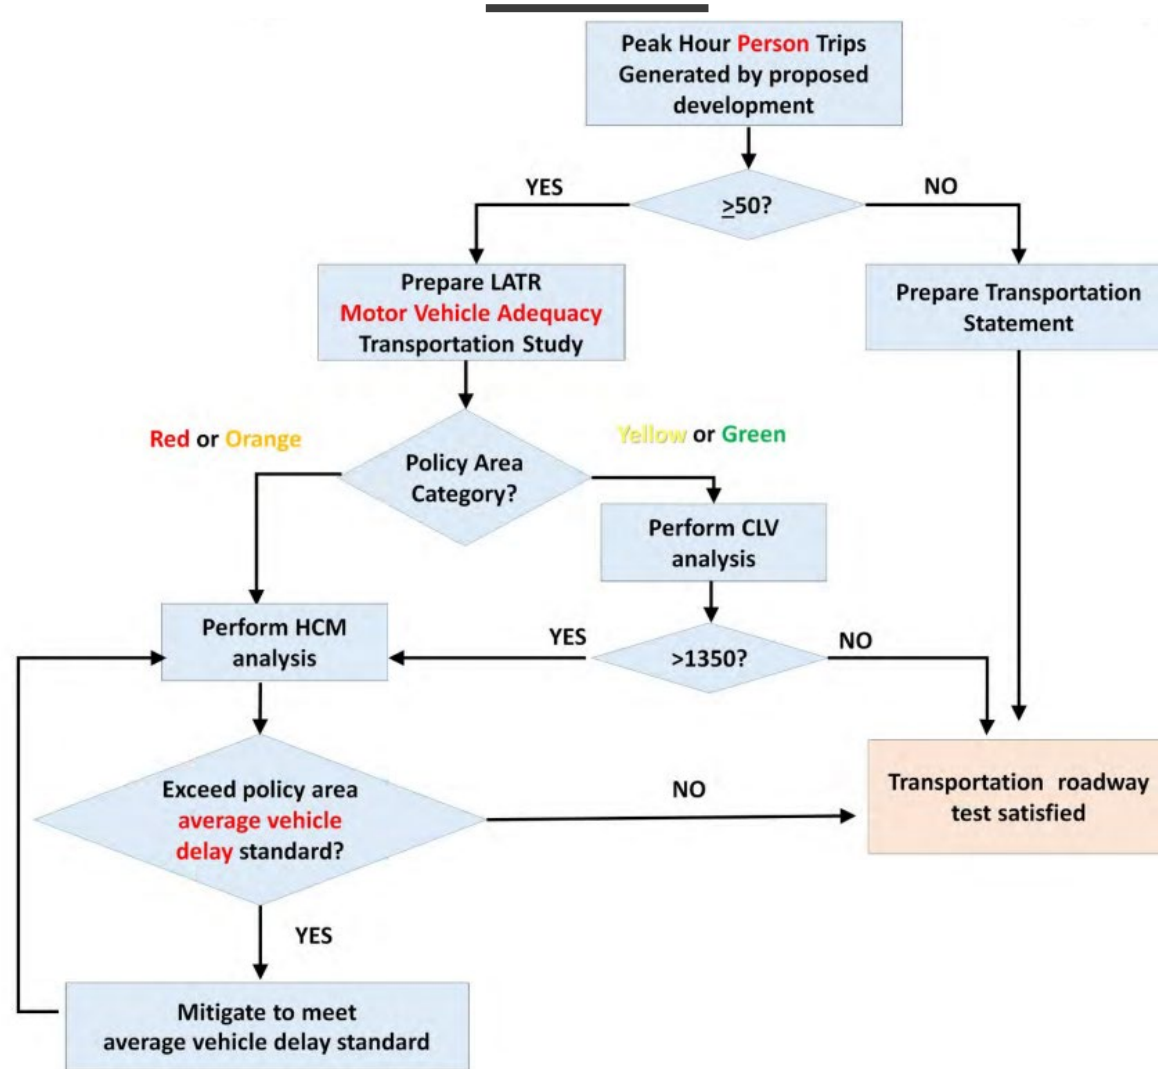 Peak Hour Person Trips
Generated by proposed
development
YES
NO
≥50?
Prepare LATR
Motor Vehicle Adequacy
Transportation Study
Prepare Transportation
Statement
Red or Orange
Yellow or Green
Policy Area
Category?
Perform CLV
analysis
Perform HCM
analysis
YES
>1350?
NO
Exceed policy area
average vehicle
delay standard?
NO
Transportation roadway
test satisfied
YES
Mitigate to meet
average vehicle delay standard